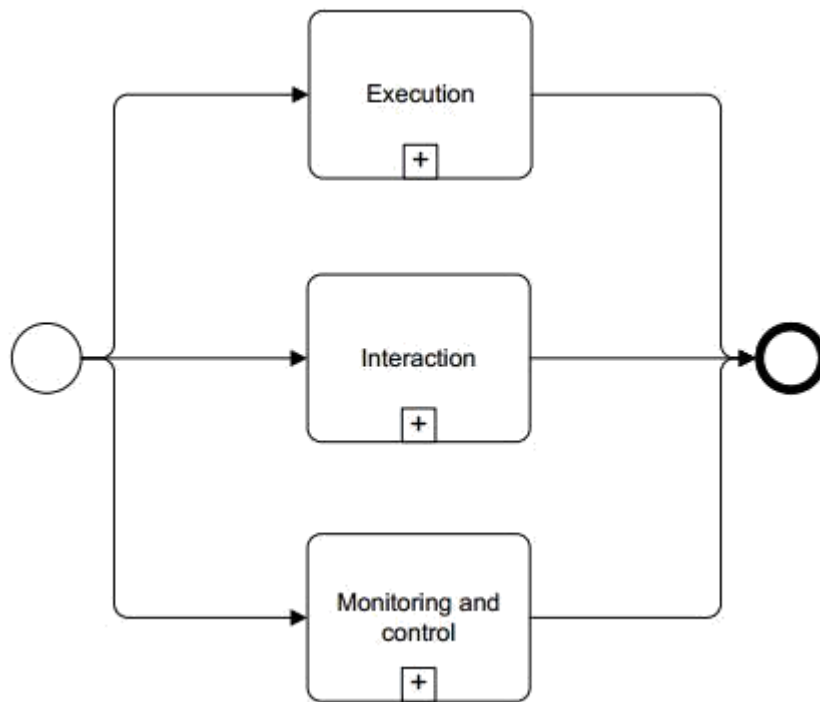 Execution
+
Interaction
+
Monitoring and
control
+